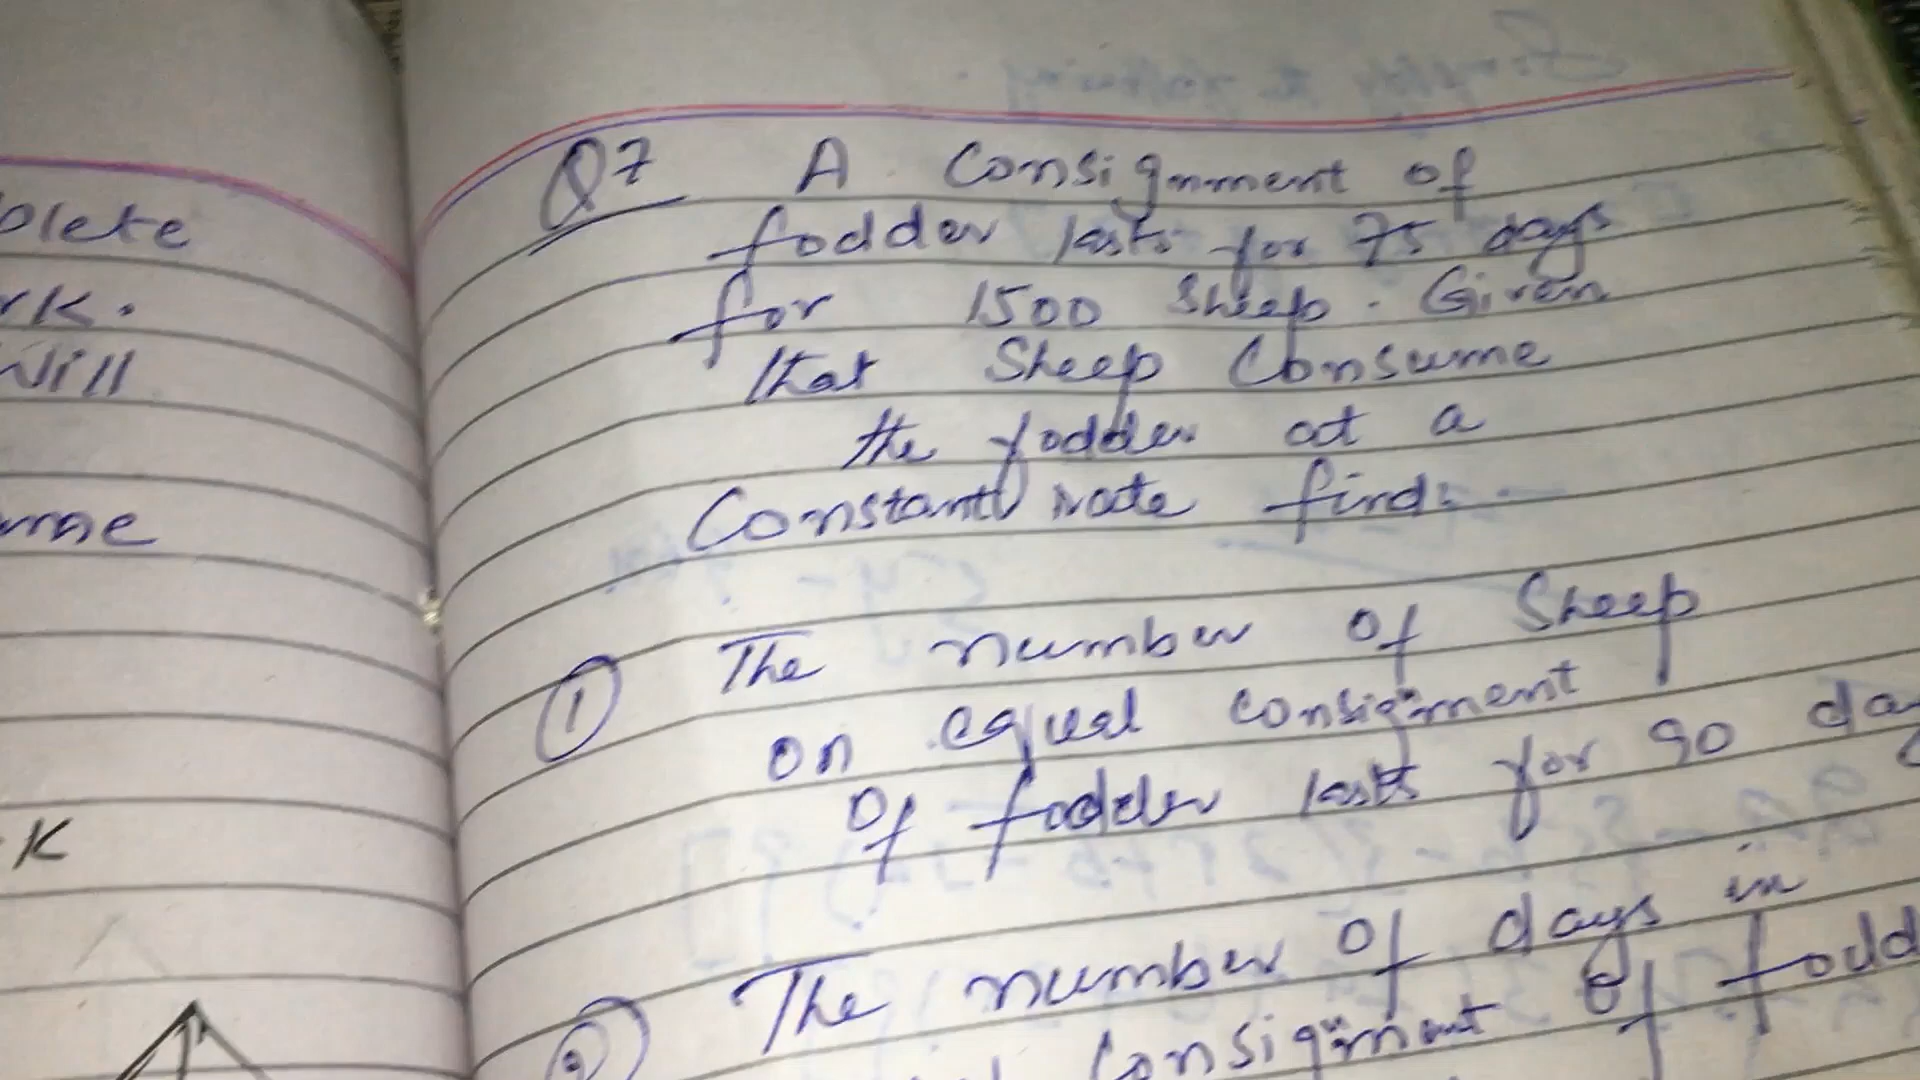 plete
rk.
Will
ame
K
Q7 A Consignment of
fodder lasts for 75 days
for 1500 Sheep. Given
that Sheep Consume
the fodder at a
Constant rate find:-
① The number of Sheep
on equal consignment
of fodder lasts for 90 da
② The number of days in
Consignment of fodd